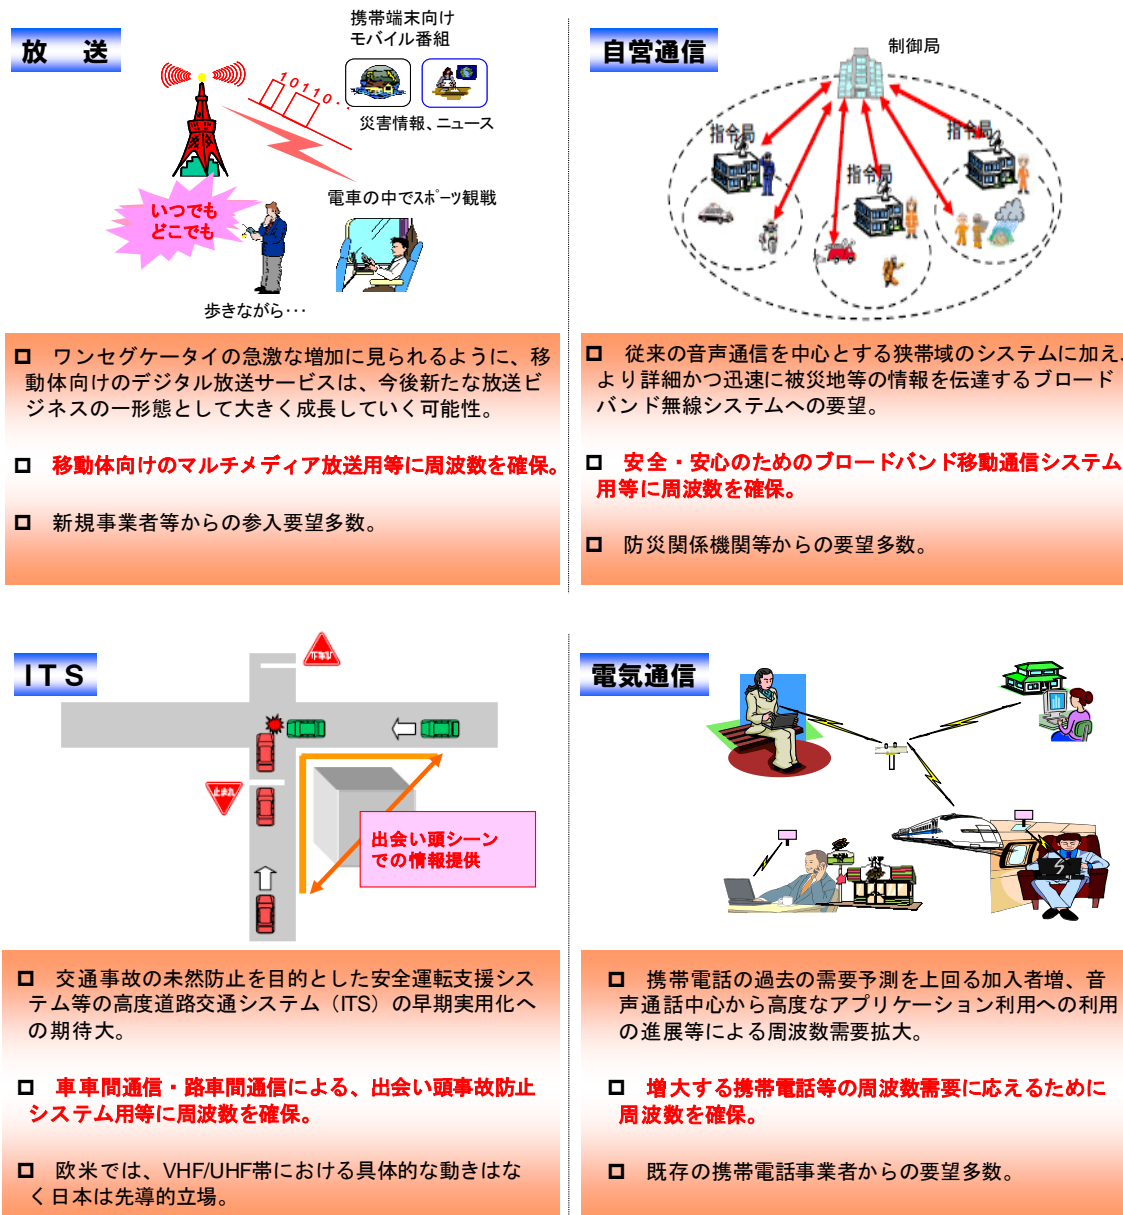 放　送
携帯端末向け
モバイル番組
10110‥
災害情報、ニュース
いつでも
どこでも
電車の中でｽﾎﾟｰﾂ観戦
歩きながら…
□　ワンセグケータイの急激な増加に見られるように、移
動体向けのデジタル放送サービスは、今後新たな放送ビ
ジネスの一形態として大きく成長していく可能性。
□　移動体向けのマルチメディア放送用等に周波数を確保。
□　新規事業者等からの参入要望多数。
自営通信
制御局
指令局
指令局
指令局
□　従来の音声通信を中心とする狭帯域のシステムに加え、
より詳細かつ迅速に被災地等の情報を伝達するブロード
バンド無線システムへの要望。
□　安全・安心のためのブロードバンド移動通信システム
用等に周波数を確保。
□　防災関係機関等からの要望多数。
ＩＴＳ
止まれ
止まれ
出会い頭シーン
での情報提供
□　交通事故の未然防止を目的とした安全運転支援シス
テム等の高度道路交通システム（ITS）の早期実用化へ
の期待大。
□　車車間通信・路車間通信による、出会い頭事故防止
システム用等に周波数を確保。
□　欧米では、VHF/UHF帯における具体的な動きはな
く日本は先導的立場。
電気通信
□　携帯電話の過去の需要予測を上回る加入者増、音
声通話中心から高度なアプリケーション利用への利用
の進展等による周波数需要拡大。
□　増大する携帯電話等の周波数需要に応えるために
周波数を確保。
□　既存の携帯電話事業者からの要望多数。